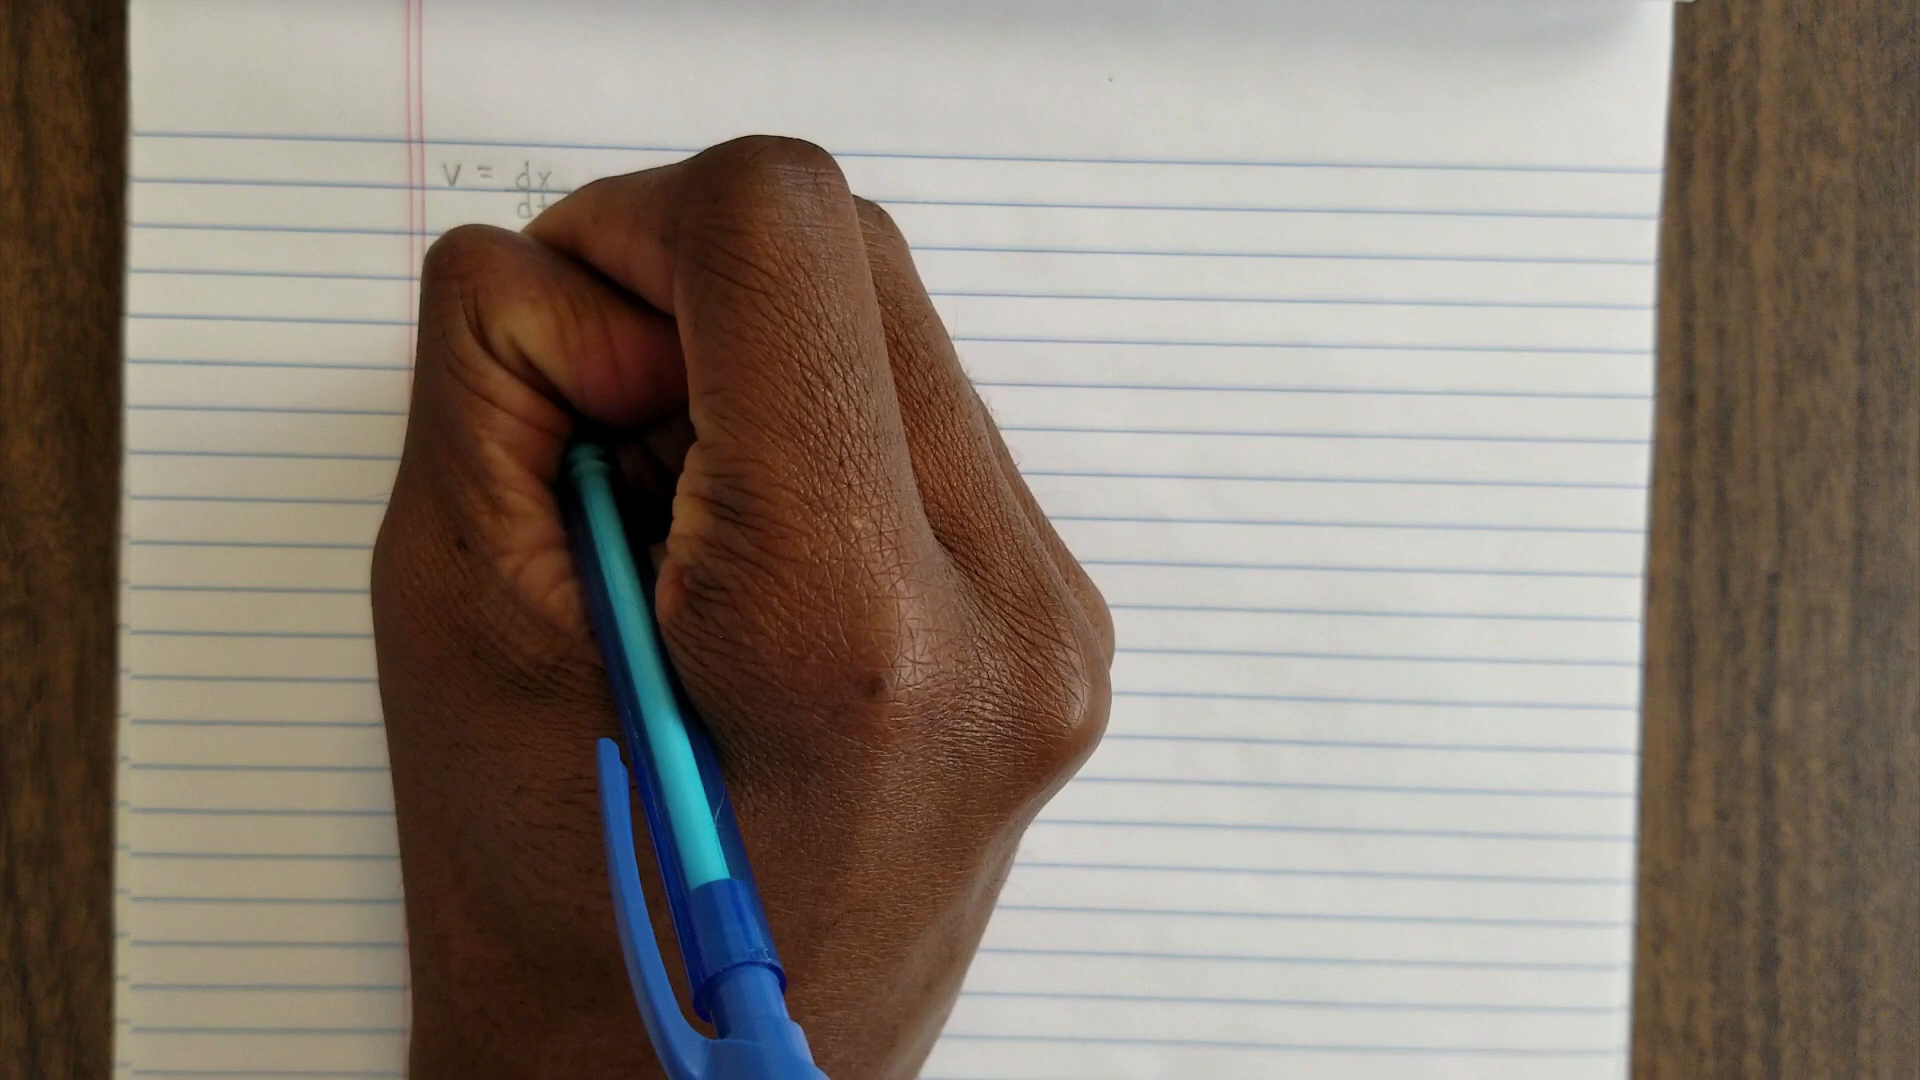 v = dx
dt